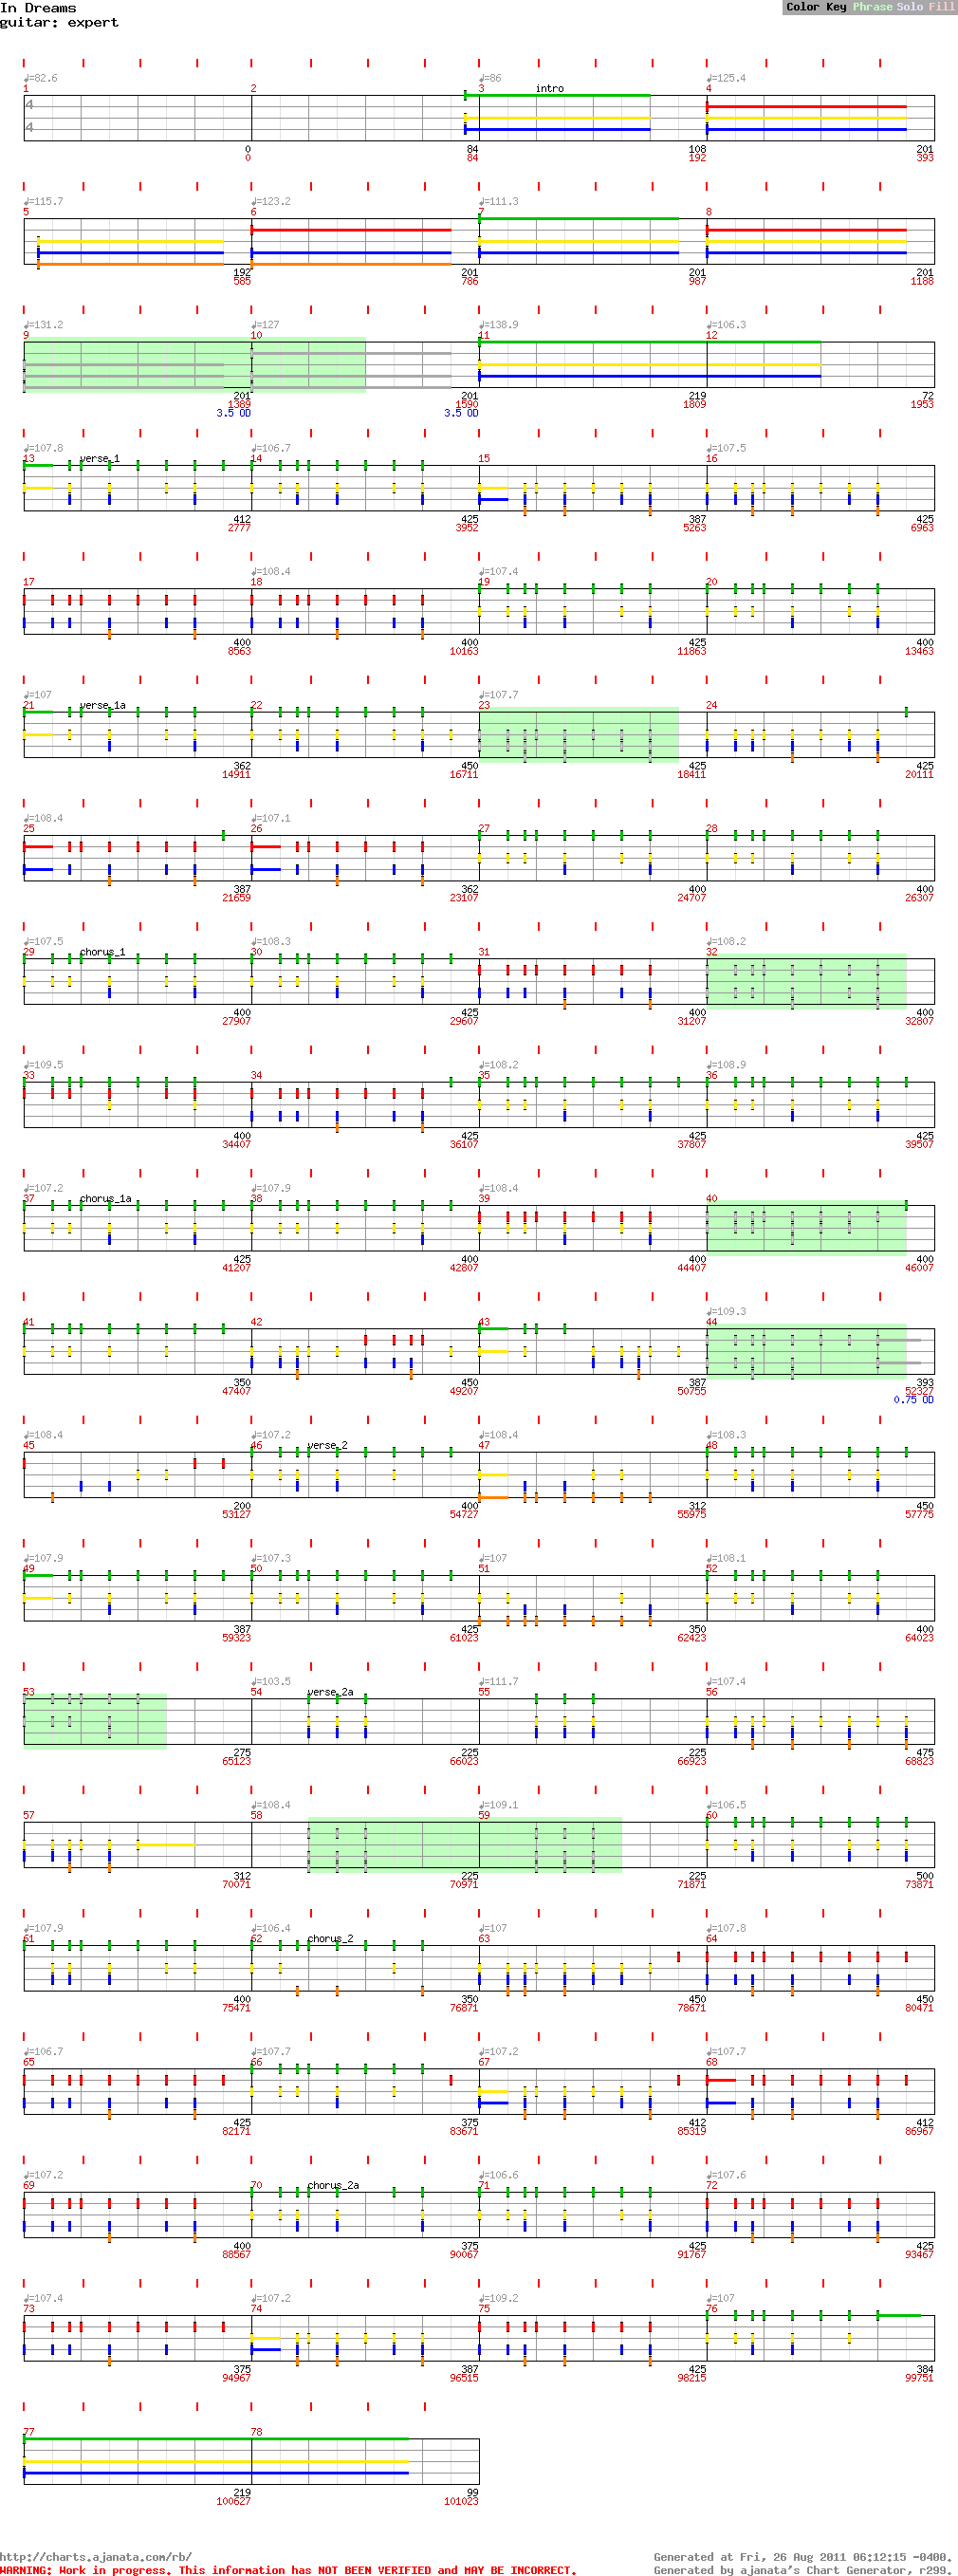 In Dreams
guitar: expert
Color Key Phrase Solo Fill
♩=82.6 ♩=86 ♩=125.4
1 2 3 intro 4
4
4
0 84 108 201
0 84 192 393
♩=115.7 ♩=123.2 ♩=111.3
5 6 7 8
192 201 201 201
585 786 987 1188
♩=131.2 ♩=127 ♩=138.9 ♩=106.3
9 10 11 12
201 201 219 72
1389 1590 1809 1953
3.5 OD 3.5 OD
♩=107.8 ♩=106.7 ♩=107.5
13 verse_1 14 15 16
412 425 387 425
2777 3952 5263 6963
♩=108.4 ♩=107.4
17 18 19 20
400 400 425 400
8563 10163 11863 13463
♩=107 ♩=107.7
21 verse_1a 22 23 24
362 450 425 425
14911 16711 18411 20111
♩=108.4 ♩=107.1
25 26 27 28
387 362 400 400
21659 23107 24707 26307
♩=107.5 ♩=108.3 ♩=108.2
29 chorus_1 30 31 32
400 425 400 400
27907 29607 31207 32807
♩=109.5 ♩=108.2 ♩=108.9
33 34 35 36
400 425 425 425
34407 36107 37807 39507
♩=107.2 ♩=107.9 ♩=108.4
37 chorus_1a 38 39 40
425 400 400 400
41207 42807 44407 46007
♩=109.3
41 42 43 44
350 450 387 393
47407 49207 50755 52327
0.75 OD
♩=108.4 ♩=107.2 ♩=108.4 ♩=108.3
45 46 verse_2 47 48
200 400 312 450
53127 54727 55975 57775
♩=107.9 ♩=107.3 ♩=107 ♩=108.1
49 50 51 52
387 425 350 400
59323 61023 62423 64023
♩=103.5 ♩=111.7 ♩=107.4
53 54 verse_2a 55 56
275 225 225 475
65123 66023 66923 68823
♩=108.4 ♩=109.1 ♩=106.5
57 58 59 60
312 225 225 500
70071 70971 71871 73871
♩=107.9 ♩=106.4 ♩=107 ♩=107.8
61 62 chorus_2 63 64
400 350 450 450
75471 76871 78671 80471
♩=106.7 ♩=107.7 ♩=107.2 ♩=107.7
65 66 67 68
425 375 412 412
82171 83671 85319 86967
♩=107.2 ♩=106.6 ♩=107.6
69 70 chorus_2a 71 72
400 375 425 425
88567 90067 91767 93467
♩=107.4 ♩=107.2 ♩=109.2 ♩=107
73 74 75 76
375 387 425 384
94967 96515 98215 99751
77 78
219 99
100627 101023
http://charts.ajanata.com/rb/ Generated at Fri, 26 Aug 2011 06:12:15 -0400.
WARNING: Work in progress. This information has NOT BEEN VERIFIED and MAY BE INCORRECT. Generated by ajanata's Chart Generator, r299.